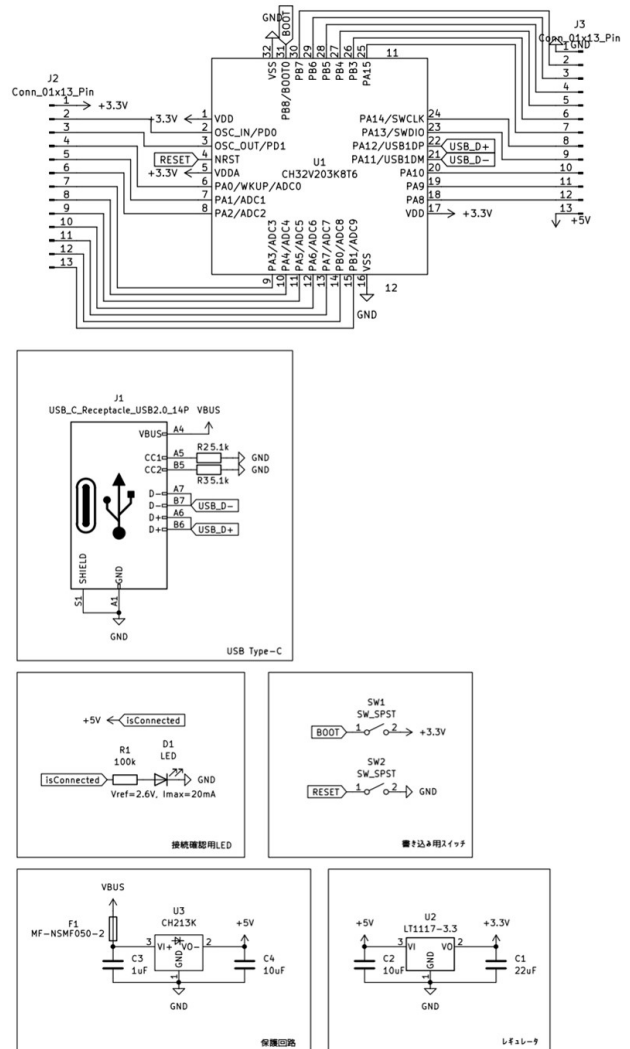 GND
BOOT
32 31 30 29 28 27 26 25
VSS
PB8/BOOT0
PB7
PB6
PB5
PB4
PB3
PA15
11
J3
Conn_01x13_Pin
1 GND
2
3
4
5
6
7
8
9
10
11
12
13
+5V
J2
Conn_01x13_Pin
1 +3.3V
2
3
4
5
6
7
8
9
10
11
12
13
+3.3V 1 VDD
2 OSC_IN/PD0
3 OSC_OUT/PD1
RESET 4 NRST
+3.3V 5 VDDA
6 PA0/WKUP/ADC0
7 PA1/ADC1
8 PA2/ADC2
U1
CH32V203K8T6
PA14/SWCLK 24
PA13/SWDIO 23
PA12/USB1DP 22 USB_D+
PA11/USB1DM 21 USB_D-
PA10 20
PA9 19
PA8 18
VDD 17 +3.3V
PA3/ADC3
PA4/ADC4
PA5/ADC5
PA6/ADC6
PA7/ADC7
PB0/ADC8
PB1/ADC9
VSS
9 10 11 12 13 14 15 16
12
GND
J1
USB_C_Receptacle_USB2.0_14P VBUS
VBUS A4
CC1 A5 R2 5.1k GND
CC2 B5 R3 5.1k GND
D- A7
D- B7 USB_D-
D+ A6
D+ B6 USB_D+
SHIELD
GND
S1
A1
GND
USB Type-C
+5V isConnected
R1
100k
D1
LED
isConnected GND
Vref=2.6V, Imax=20mA
接続確認用LED
SW1
SW_SPST
BOOT 1 2 +3.3V
SW2
SW_SPST
RESET 1 2 GND
書き込み用スイッチ
VBUS
F1
MF-NSMF050-2
U3
CH213K
+5V
3 VI+ VO- 2
GND
1
C3
1uF
C4
10uF
GND
保護回路
+5V
U2
LT1117-3.3
+3.3V
3 VI VO 2
GND
1
C2
10uF
C1
22uF
GND
レギュレータ